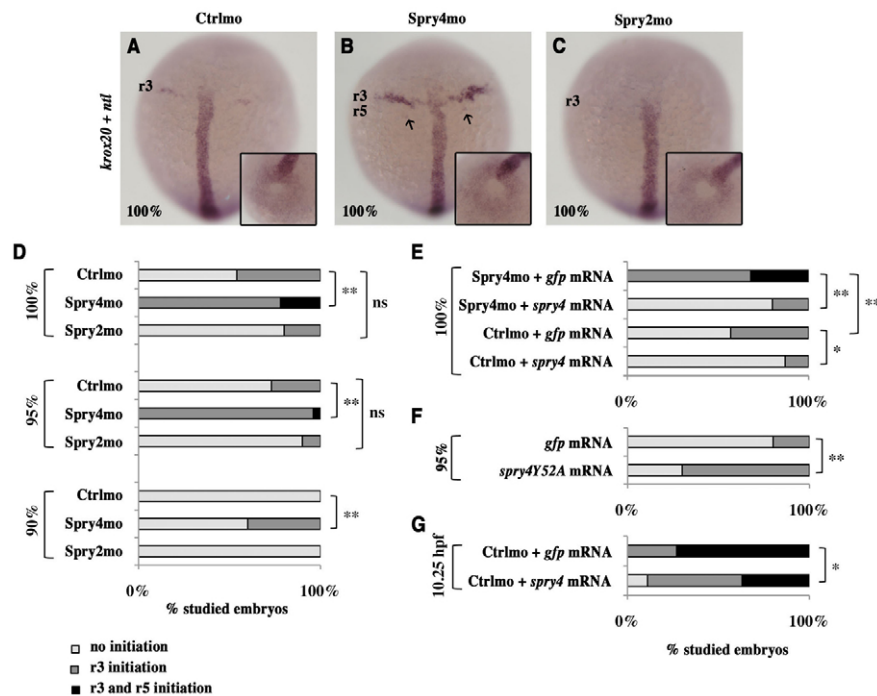 Ctrlmo
Spry4mo
Spry2mo
A
B
C
krox20 + ntl
r3
r3
r5
r3
100%
100%
100%
D
100%
Ctrlmo
Spry4mo
Spry2mo
**
ns
95%
Ctrlmo
Spry4mo
Spry2mo
**
ns
90%
Ctrlmo
Spry4mo
Spry2mo
**
0%
100%
% studied embryos
no initiation
r3 initiation
r3 and r5 initiation
E
100%
Spry4mo + gfp mRNA
Spry4mo + spry4 mRNA
Ctrlmo + gfp mRNA
Ctrlmo + spry4 mRNA
**
**
*
0%
100%
F
95%
gfp mRNA
spry4Y52A mRNA
**
0%
100%
G
10.25 hpf
Ctrlmo + gfp mRNA
Ctrlmo + spry4 mRNA
*
0%
100%
% studied embryos